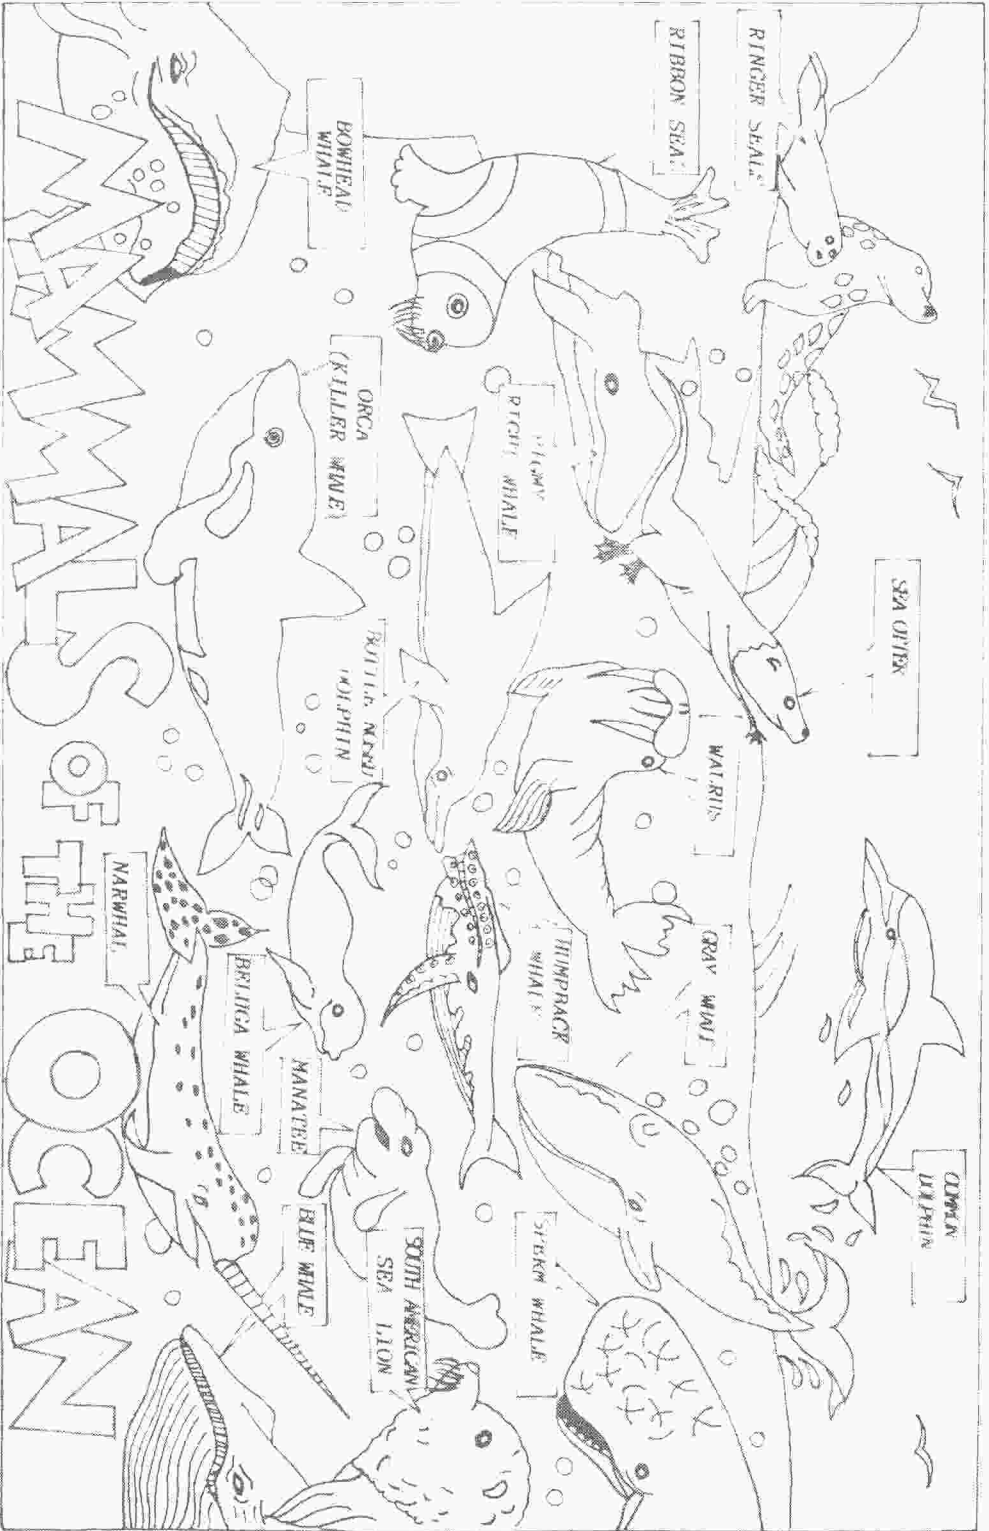 COMMON
DOLPHIN
SEA OTTER
RINGER SEALS
RIBBON SEAL
WALRUS
GRAY WHALE
RIGHT WHALE
HUMPBACK
WHALE
SPERM WHALE
BOWHEAD
WHALE
ORCA
(KILLER WHALE
BOTTLE NOSED
DOLPHIN
SOUTH AMERICAN
SEA LION
MANATEE
BLUE WHALE
BELUGA WHALE
NARWHAL
MAMMALS OF THE OCEAN